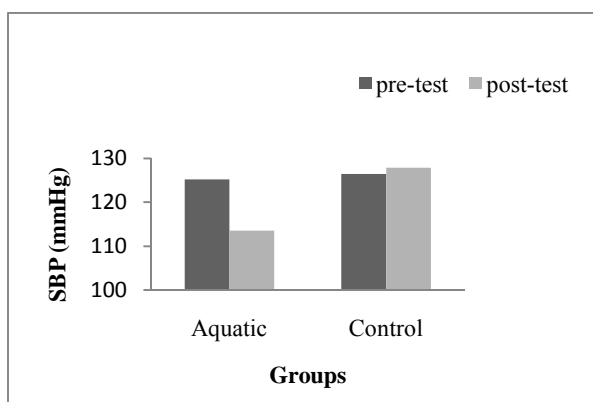 pre-test post-test
130
120
110
100
SBP (mmHg)
Aquatic Control
Groups